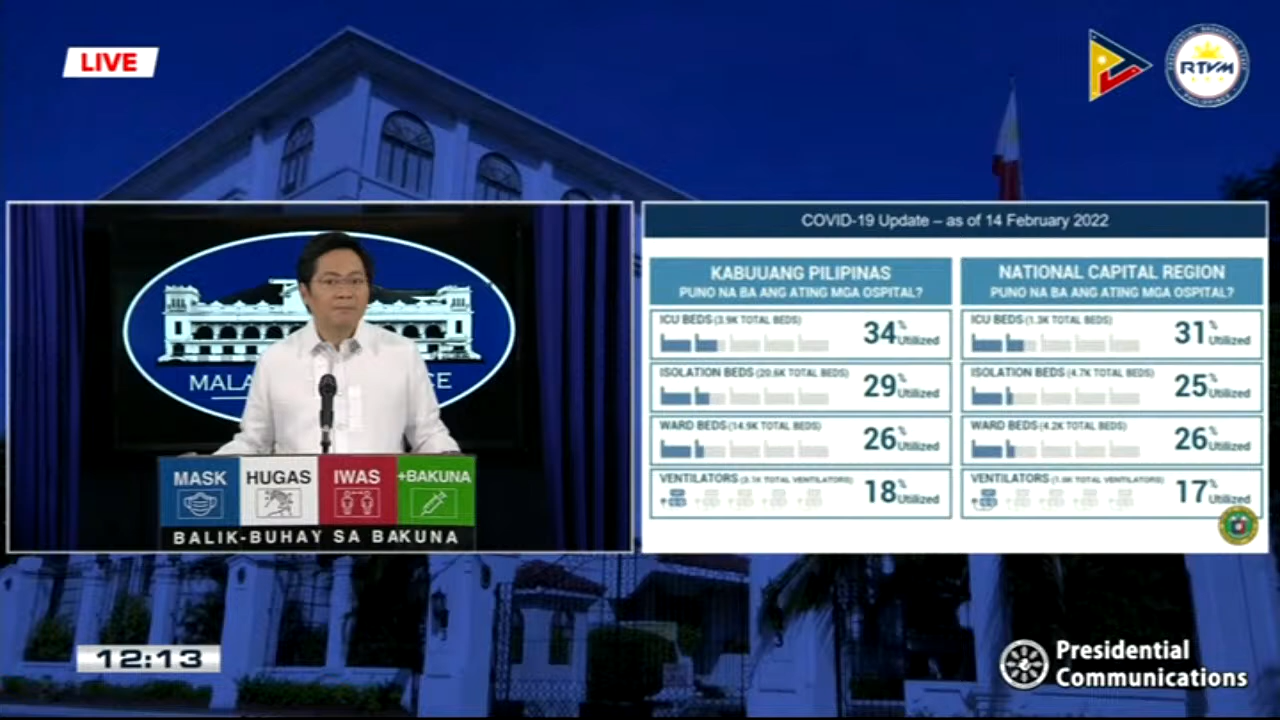 LIVE
RTVM
COVID-19 Update – as of 14 February 2022
KABUUANG PILIPINAS
PUNO NA BA ANG ATING MGA OSPITAL?
ICU BEDS (3.9K TOTAL BEDS)
34% Utilized
ISOLATION BEDS (20.6K TOTAL BEDS)
29% Utilized
WARD BEDS (14.9K TOTAL BEDS)
26% Utilized
VENTILATORS (3.1K TOTAL VENTILATORS)
18% Utilized
NATIONAL CAPITAL REGION
PUNO NA BA ANG ATING MGA OSPITAL?
ICU BEDS (1.3K TOTAL BEDS)
31% Utilized
ISOLATION BEDS (4.7K TOTAL BEDS)
25% Utilized
WARD BEDS (4.2K TOTAL BEDS)
26% Utilized
VENTILATORS
17% Utilized
MALA CE
MASK HUGAS IWAS +BAKUNA
BALIK-BUHAY SA BAKUNA
12:13
Presidential
Communications